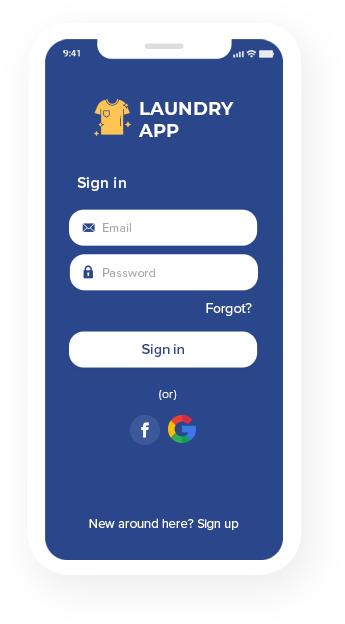 9:41
LAUNDRY
APP
Sign in
Email
Password
Forgot?
Sign in
(or)
f G
New around here? Sign up